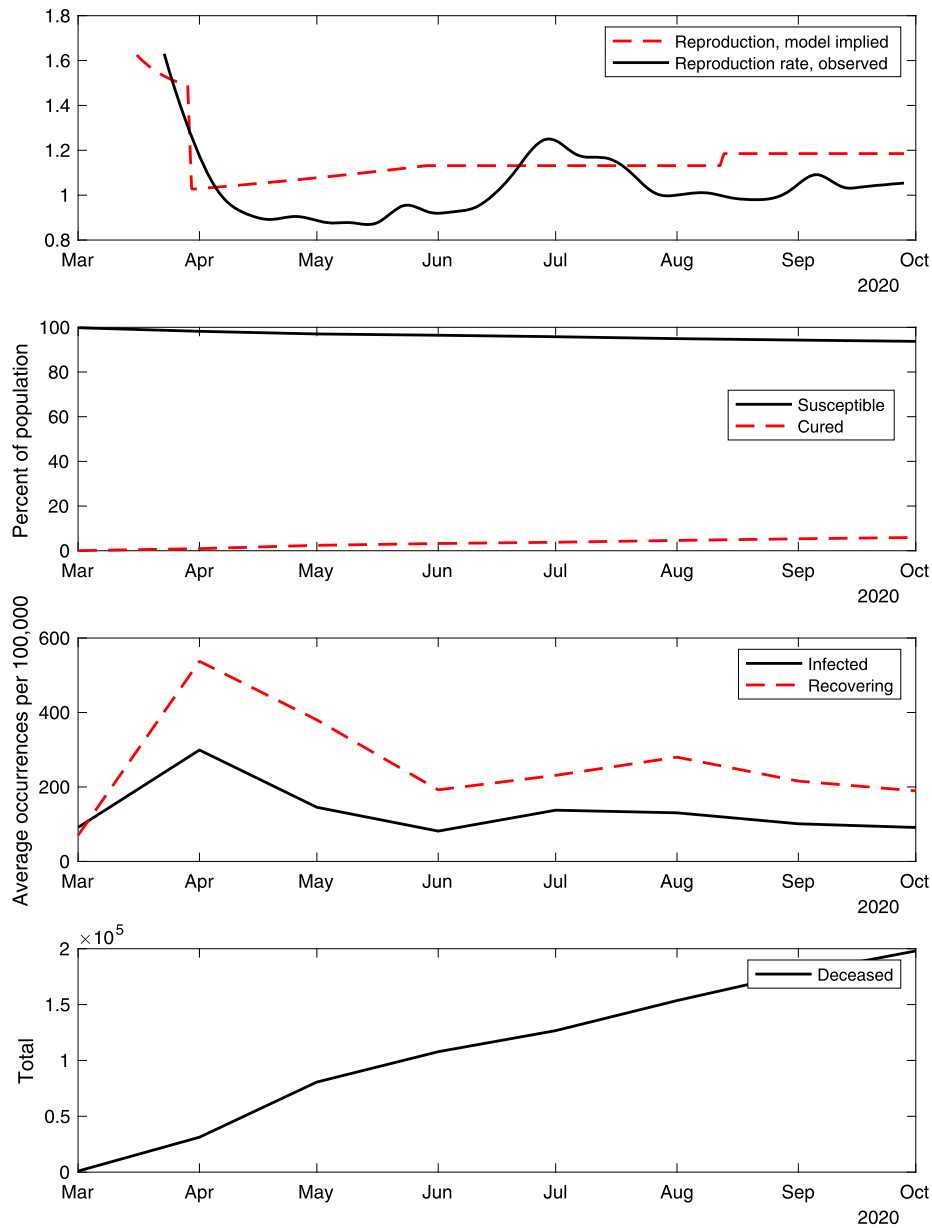 1.8
1.6
1.4
1.2
1
0.8
Reproduction, model implied
Reproduction rate, observed
Mar Apr May Jun Jul Aug Sep Oct
2020
Percent of population
100
80
60
40
20
0
Susceptible
Cured
Mar Apr May Jun Jul Aug Sep Oct
2020
Average occurrences per 100,000
600
400
200
0
Infected
Recovering
Mar Apr May Jun Jul Aug Sep Oct
2020
×10⁵
Total
2
1.5
1
0.5
0
Deceased
Mar Apr May Jun Jul Aug Sep Oct
2020